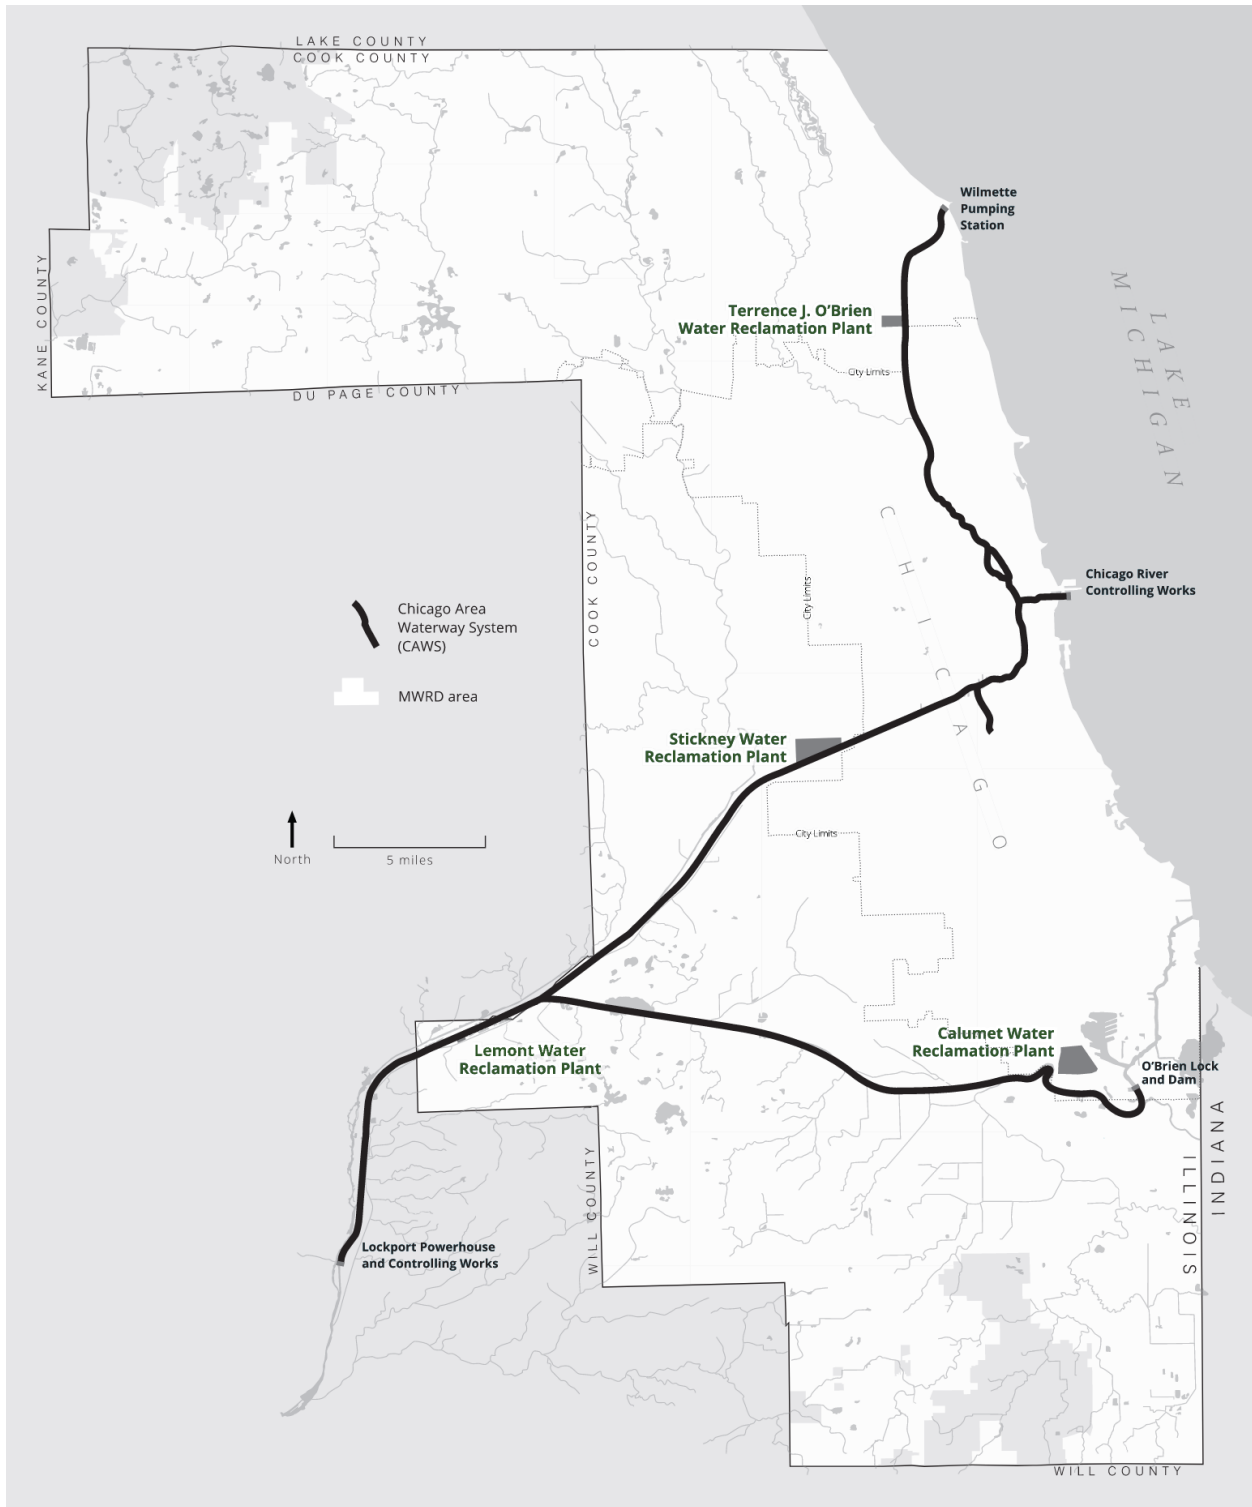 LAKE COUNTY
COOK COUNTY
Wilmette
Pumping
Station
KANE COUNTY
LAKE
MICHIGAN
Terrence J. O’Brien
Water Reclamation Plant
City Limits
DU PAGE COUNTY
CHICAGO
COOK COUNTY
City Limits
Chicago River
Controlling Works
Chicago Area
Waterway System
(CAWS)
MWRD area
Stickney Water
Reclamation Plant
City Limits
North
5 miles
Calumet Water
Reclamation Plant
Lemont Water
Reclamation Plant
O’Brien Lock
and Dam
INDIANA
ILLINOIS
WILL COUNTY
Lockport Powerhouse
and Controlling Works
WILL COUNTY